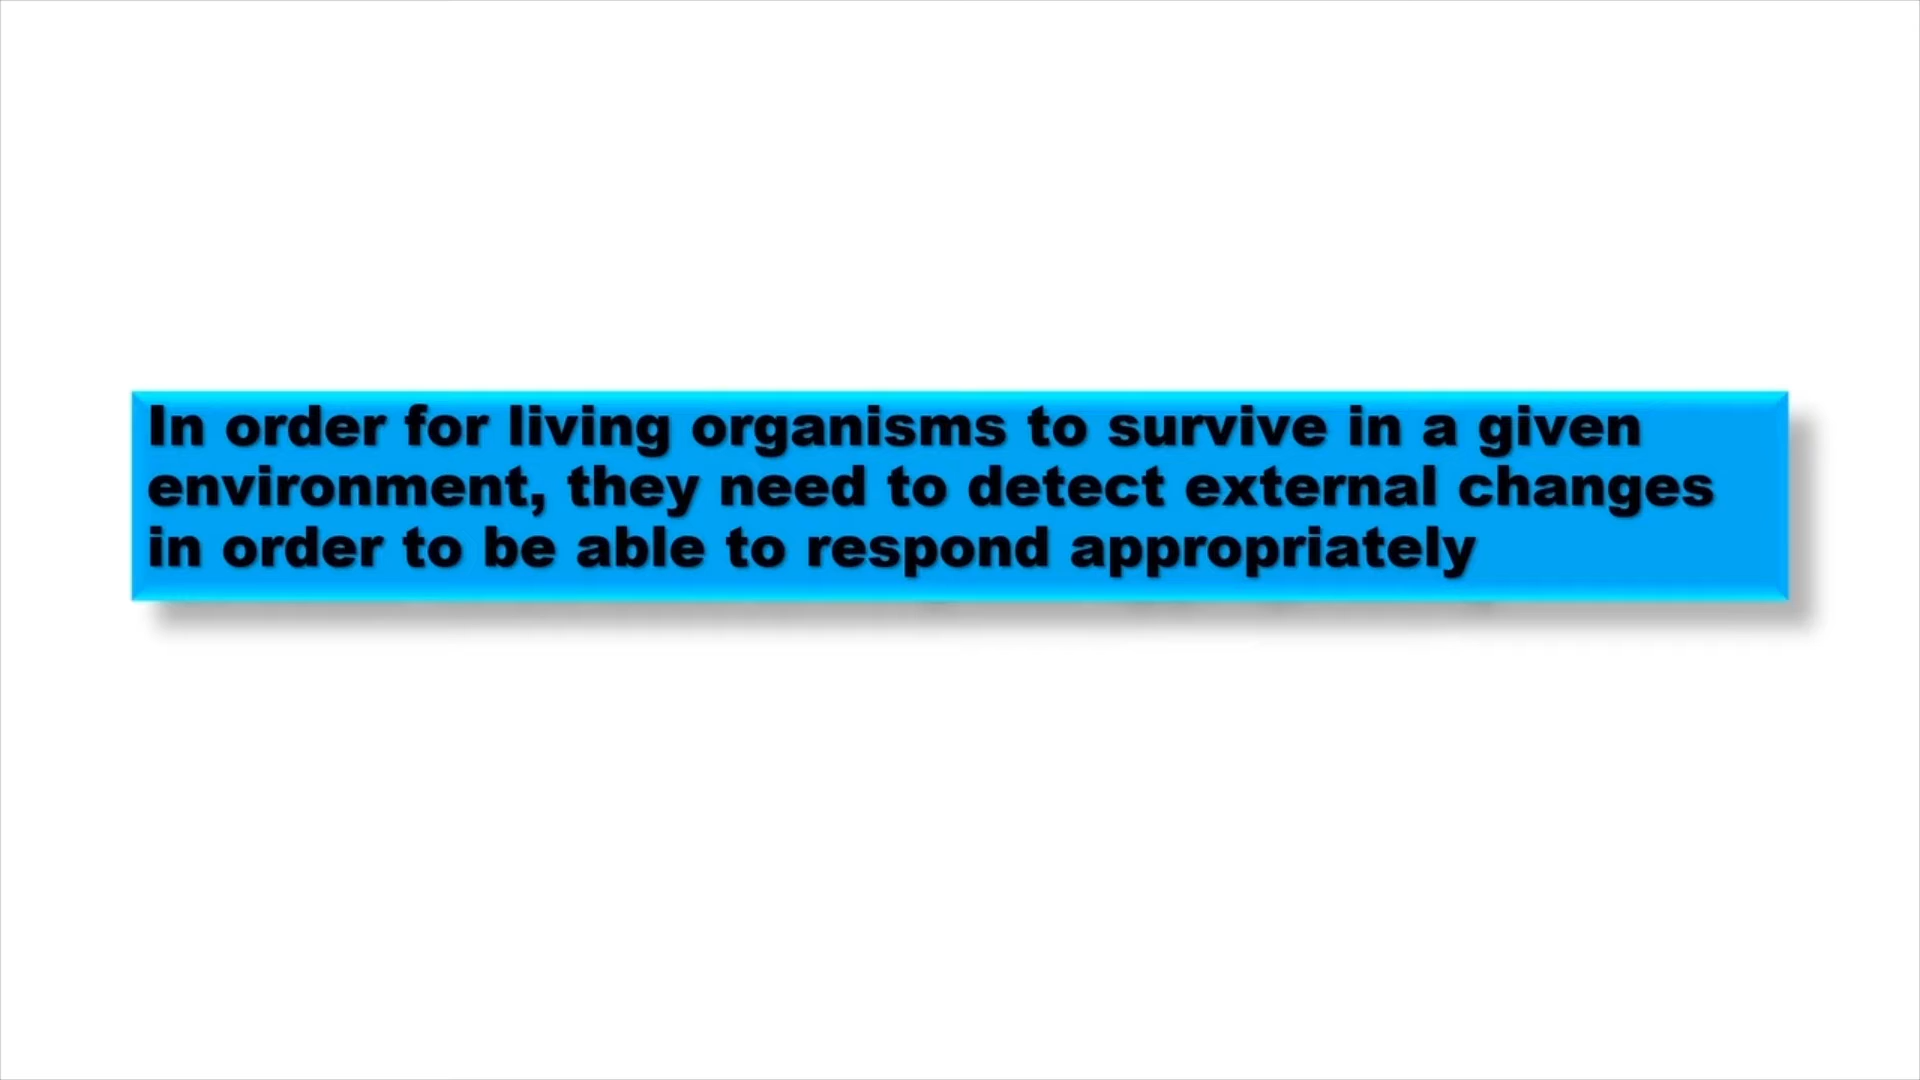 In order for living organisms to survive in a given
environment, they need to detect external changes
in order to be able to respond appropriately